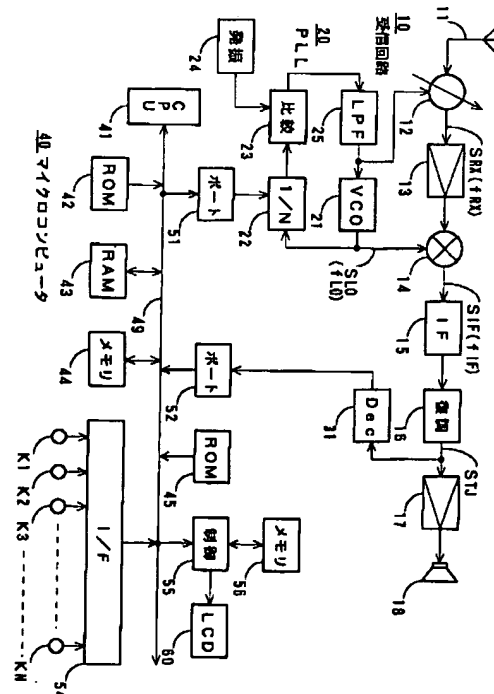 11
10
受信回路
12
SRX(fRX)
13
14
SIF(fIF)
IF
15
復調
16
STJ
17
18
20
PLL
発振
24
比較
23
LPF
25
VCO
21
1/N
22
SLO
(fLO)
Dec
31
40 マイクロコンピュータ
CPU
41
ROM
42
RAM
43
メモリ
44
ポート
51
49
ポート
52
ROM
45
制御
55
メモリ
56
LCD
60
I/F
54
K1
K2
K3
KN